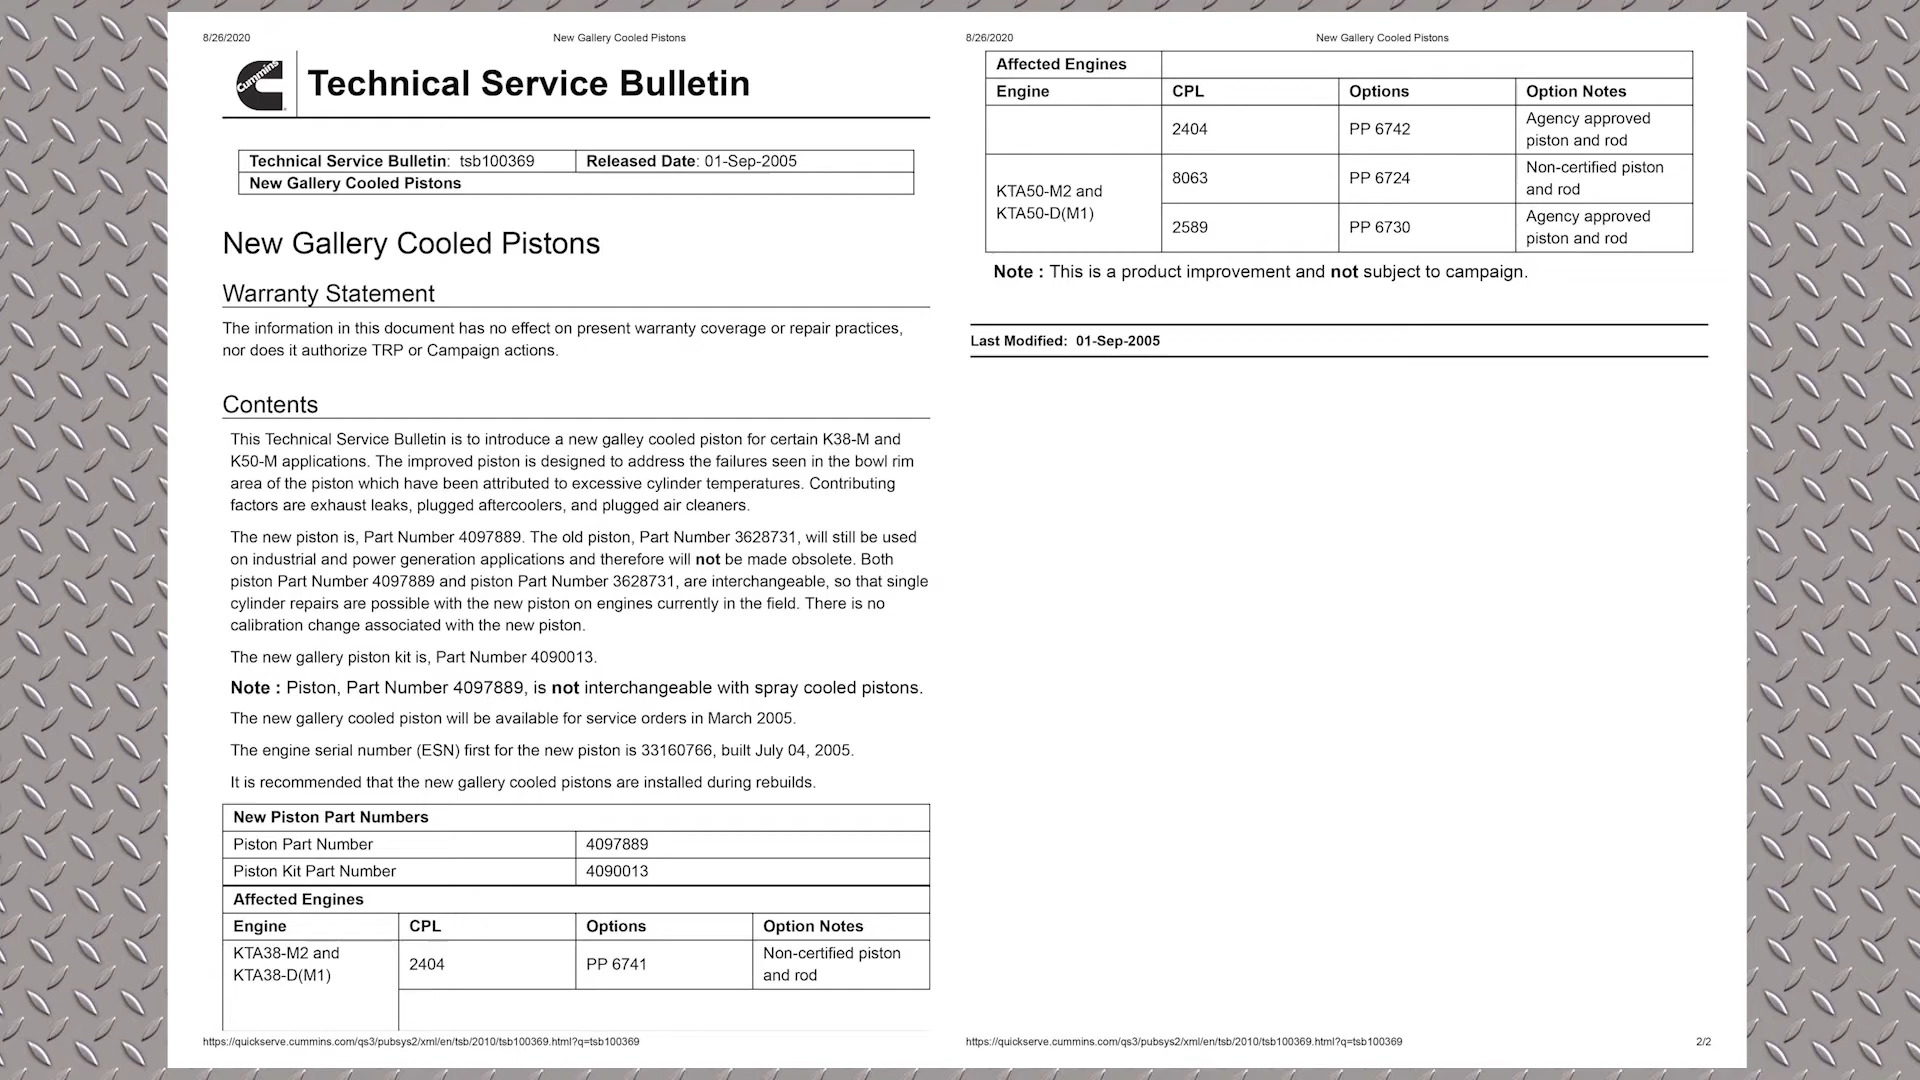 8/26/2020 New Gallery Cooled Pistons
Cummins
Technical Service Bulletin
Technical Service Bulletin: tsb100369 Released Date: 01-Sep-2005
New Gallery Cooled Pistons
New Gallery Cooled Pistons
Warranty Statement
The information in this document has no effect on present warranty coverage or repair practices,
nor does it authorize TRP or Campaign actions.
Contents
This Technical Service Bulletin is to introduce a new galley cooled piston for certain K38-M and
K50-M applications. The improved piston is designed to address the failures seen in the bowl rim
area of the piston which have been attributed to excessive cylinder temperatures. Contributing
factors are exhaust leaks, plugged aftercoolers, and plugged air cleaners.
The new piston is, Part Number 4097889. The old piston, Part Number 3628731, will still be used
on industrial and power generation applications and therefore will not be made obsolete. Both
piston Part Number 4097889 and piston Part Number 3628731, are interchangeable, so that single
cylinder repairs are possible with the new piston on engines currently in the field. There is no
calibration change associated with the new piston.
The new gallery piston kit is, Part Number 4090013.
Note : Piston, Part Number 4097889, is not interchangeable with spray cooled pistons.
The new gallery cooled piston will be available for service orders in March 2005.
The engine serial number (ESN) first for the new piston is 33160766, built July 04, 2005.
It is recommended that the new gallery cooled pistons are installed during rebuilds.
New Piston Part Numbers
Piston Part Number 4097889
Piston Kit Part Number 4090013
Affected Engines
Engine CPL Options Option Notes
KTA38-M2 and
KTA38-D(M1)
2404 PP 6741
Non-certified piston
and rod
https://quickserve.cummins.com/qs3/pubsys2/xml/en/tsb/2010/tsb100369.html?q=tsb100369
8/26/2020 New Gallery Cooled Pistons
Affected Engines
Engine CPL Options Option Notes
2404 PP 6742
Agency approved
piston and rod
KTA50-M2 and
KTA50-D(M1)
8063 PP 6724
Non-certified piston
and rod
2589 PP 6730
Agency approved
piston and rod
Note : This is a product improvement and not subject to campaign.
Last Modified: 01-Sep-2005
https://quickserve.cummins.com/qs3/pubsys2/xml/en/tsb/2010/tsb100369.html?q=tsb100369 2/2